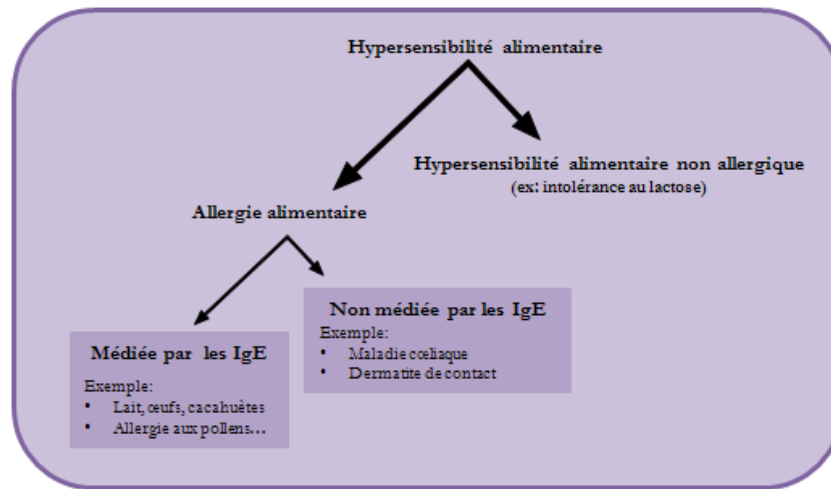 Hypersensibilité alimentaire
Hypersensibilité alimentaire non allergique
(ex: intolérance au lactose)
Allergie alimentaire
Non médiée par les IgE
Exemple:
• Maladie cœliaque
• Dermatite de contact
Médiée par les IgE
Exemple:
• Lait, œufs, cacahuètes
• Allergie aux pollens…